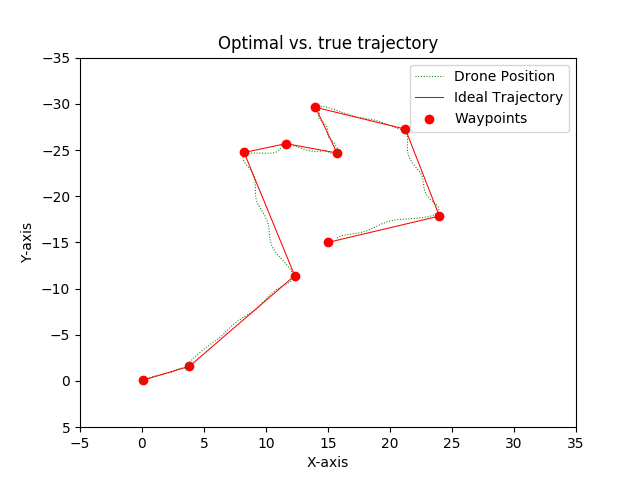 Optimal vs. true trajectory
Drone Position
Ideal Trajectory
Waypoints
−35
−30
−25
−20
−15
−10
−5
0
5
Y-axis
−5 0 5 10 15 20 25 30 35
X-axis